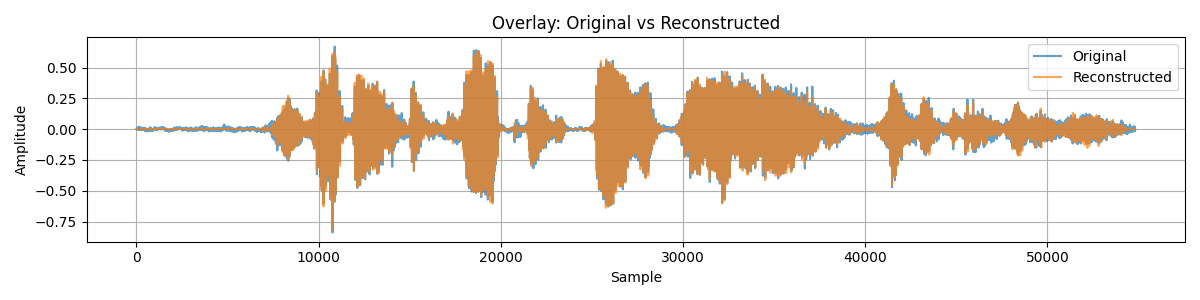 Overlay: Original vs Reconstructed
Original
Reconstructed
Amplitude
0.50
0.25
0.00
−0.25
−0.50
−0.75
0
10000
20000
30000
40000
50000
Sample